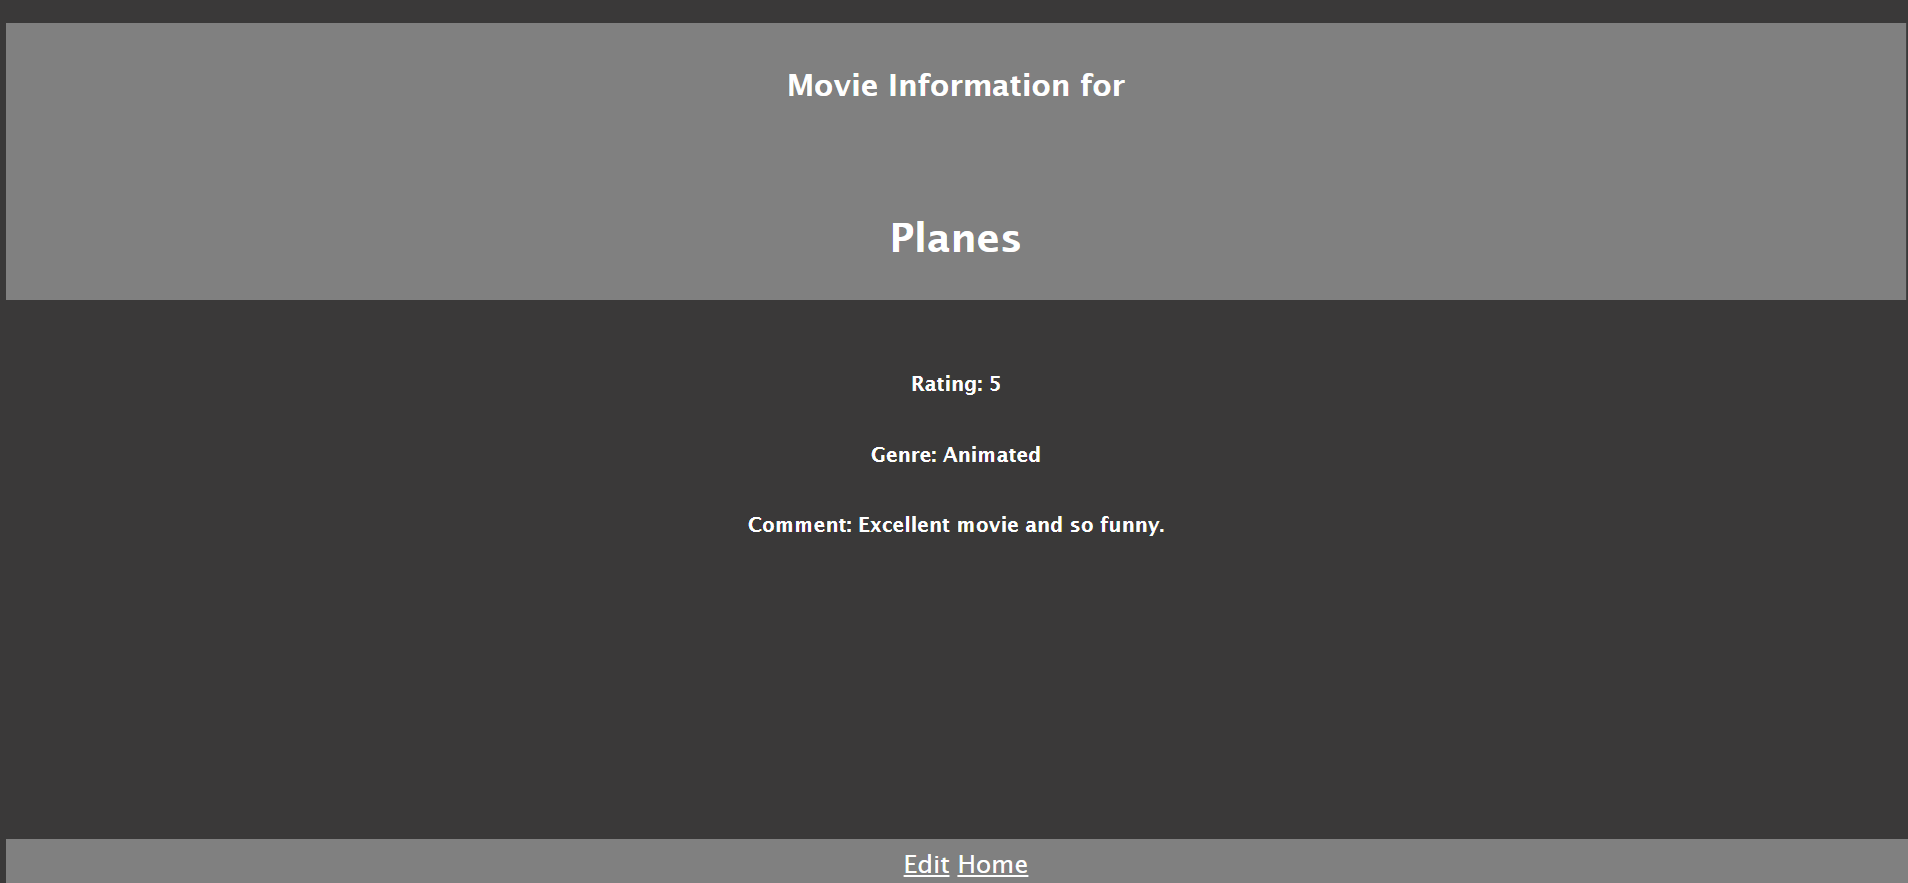 Movie Information for
Planes
Rating: 5
Genre: Animated
Comment: Excellent movie and so funny.
Edit Home